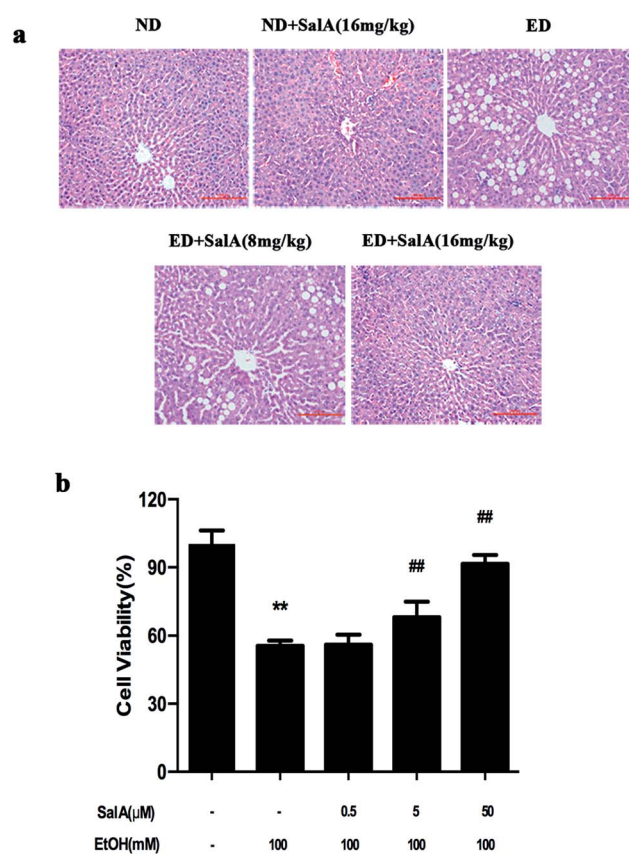 a
ND ND+SalA(16mg/kg) ED
ED+SalA(8mg/kg) ED+SalA(16mg/kg)
b
120
90
60
30
0
Cell Viability(%)
** ## ##
SalA(μM) - - 0.5 5 50
EtOH(mM) - 100 100 100 100